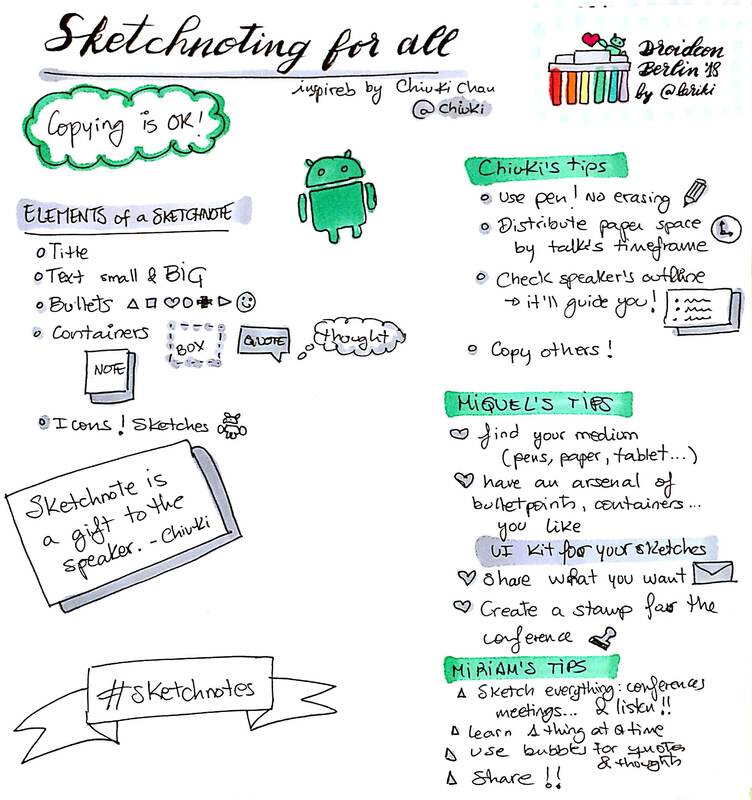 Sketchnoting for all
inspired by Chiuki Chau
@chiuki
Droidcon
Berlin '18
by @lariki
Copying is OK!
ELEMENTS of a SKETCHNOTE
Title
Text small & BIG
Bullets
Containers
BOX
QUOTE
thought
NOTE
Icons! Sketches
Sketchnote is
a gift to the
speaker. - Chiuki
#sketchnotes
Chiuki's tips
Use pen! No erasing
Distribute paper space
by talk's timeframe
Check speaker's outline
→ it'll guide you!
Copy others!
MIQUEL'S TIPS
find your medium
(pens, paper, tablet...)
have an arsenal of
bulletpoints, containers...
you like
UI kit for your sketches
Share what you want
Create a stamp for the
conference
MIRIAM'S TIPS
Sketch everything: conferences
meetings... & listen!!
Learn 1 thing at a time
Use bubbles for quotes
& thoughts
Share!!